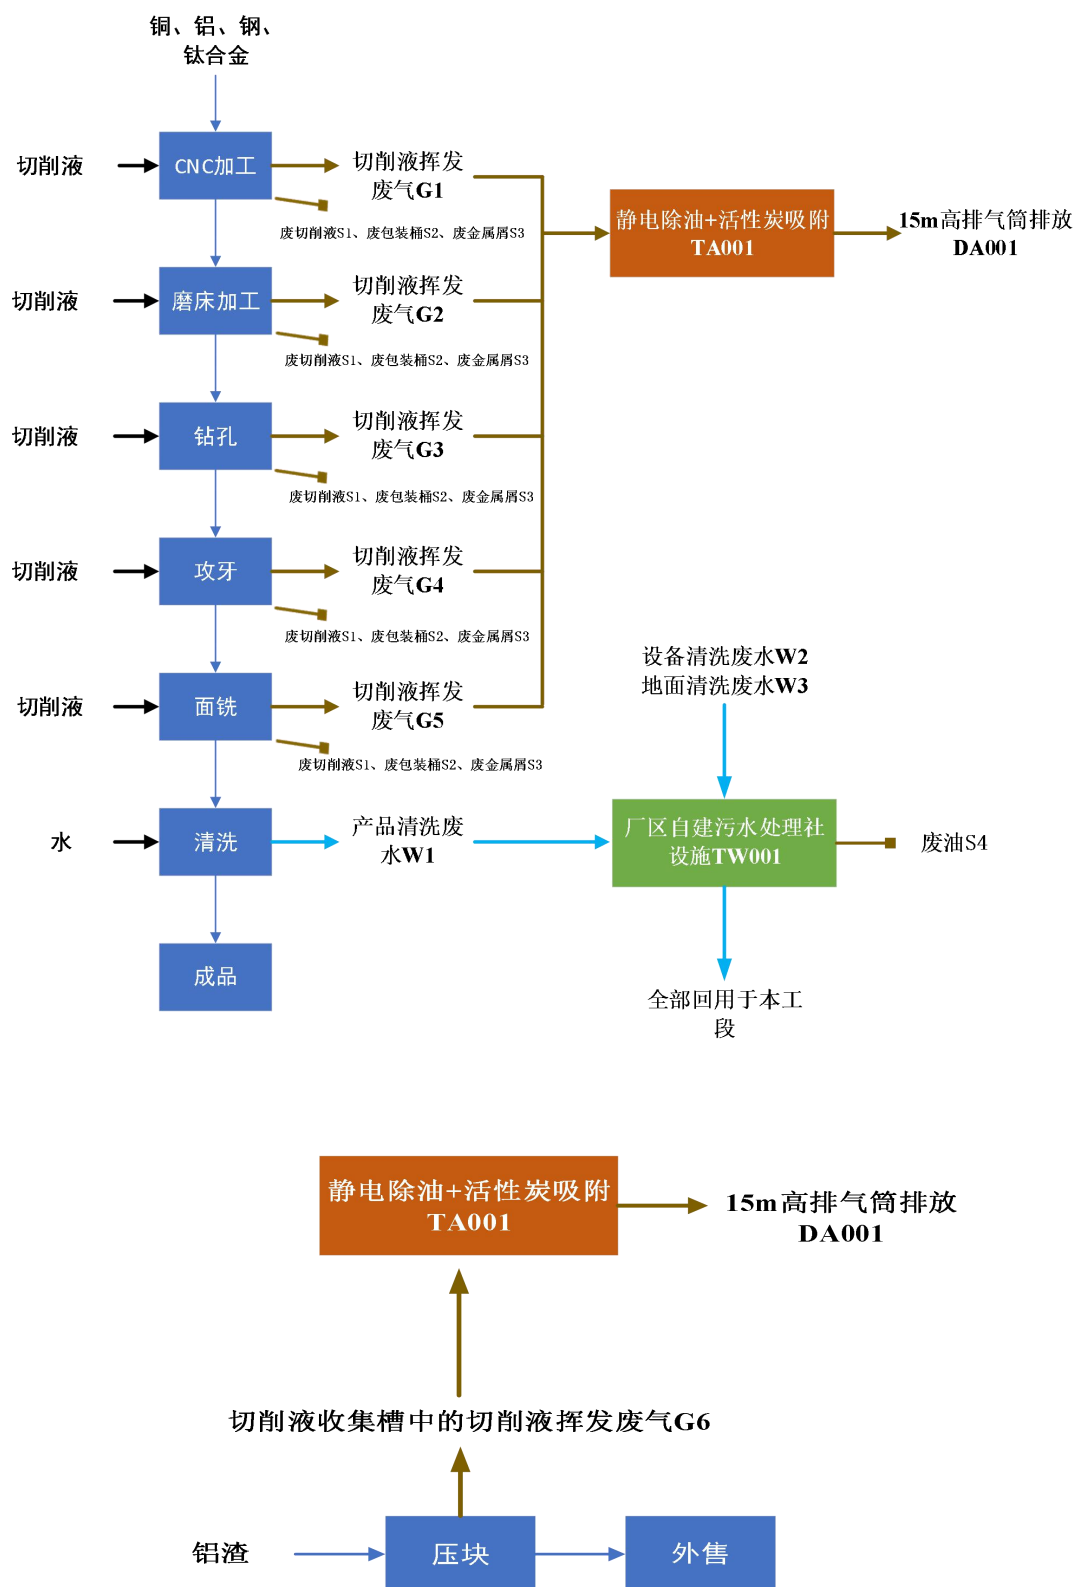 铜、铝、钢、
钛合金
切削液
CNC加工
切削液挥发
废气G1
废切削液S1、废包装桶S2、废金属屑S3
静电除油+活性炭吸附
TA001
15m高排气筒排放
DA001
切削液
磨床加工
切削液挥发
废气G2
废切削液S1、废包装桶S2、废金属屑S3
切削液
钻孔
切削液挥发
废气G3
废切削液S1、废包装桶S2、废金属屑S3
切削液
攻牙
切削液挥发
废气G4
废切削液S1、废包装桶S2、废金属屑S3
切削液
面铣
切削液挥发
废气G5
废切削液S1、废包装桶S2、废金属屑S3
设备清洗废水W2
地面清洗废水W3
水
清洗
产品清洗废
水W1
厂区自建污水处理社
设施TW001
废油S4
成品
全部回用于本工
段
静电除油+活性炭吸附
TA001
15m高排气筒排放
DA001
切削液收集槽中的切削液挥发废气G6
铝渣
压块
外售